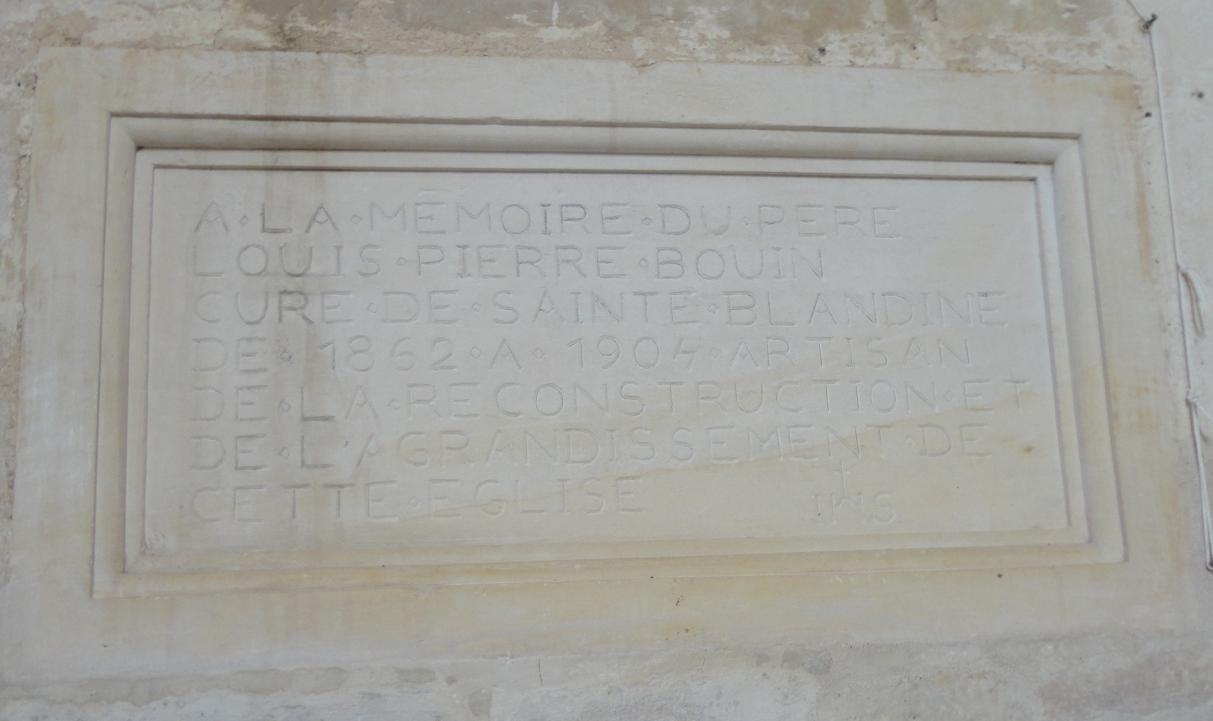 A·LA·MEMOIRE·DU·PERE
LOUIS·PIERRE·BOUIN
CURE·DE·SAINTE·BLANDINE
DE·1862·A·1904·ARTISAN
DE·LA·RECONSTRUCTION·ET
DE·L'AGRANDISSEMENT·DE
CETTE·EGLISE
IHS